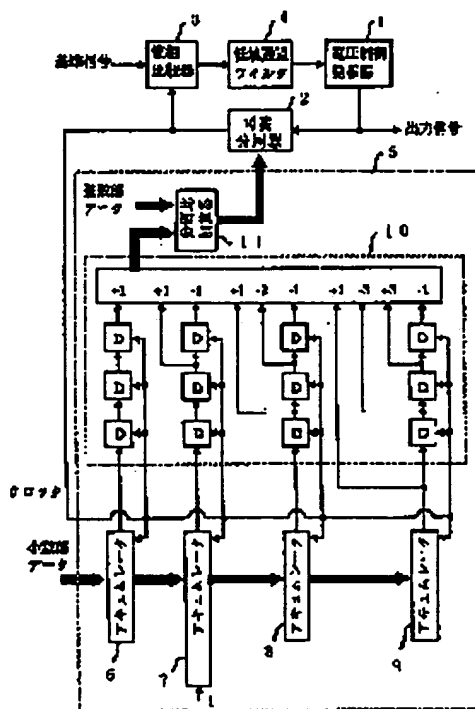 3
4
1
基準信号
位相
比較器
低域通過
フィルタ
電圧制御
発振器
2
可変
分周器
出力信号
5
整数部
データ
11
10
+1 +1 -1 +1 -2 +1 -3 +3 -1
D D D D
D D D D
D D D D
クロック
小数部
データ
アキュムレータ
アキュムレータ
アキュムレータ
アキュムレータ
6
7
8
9
1